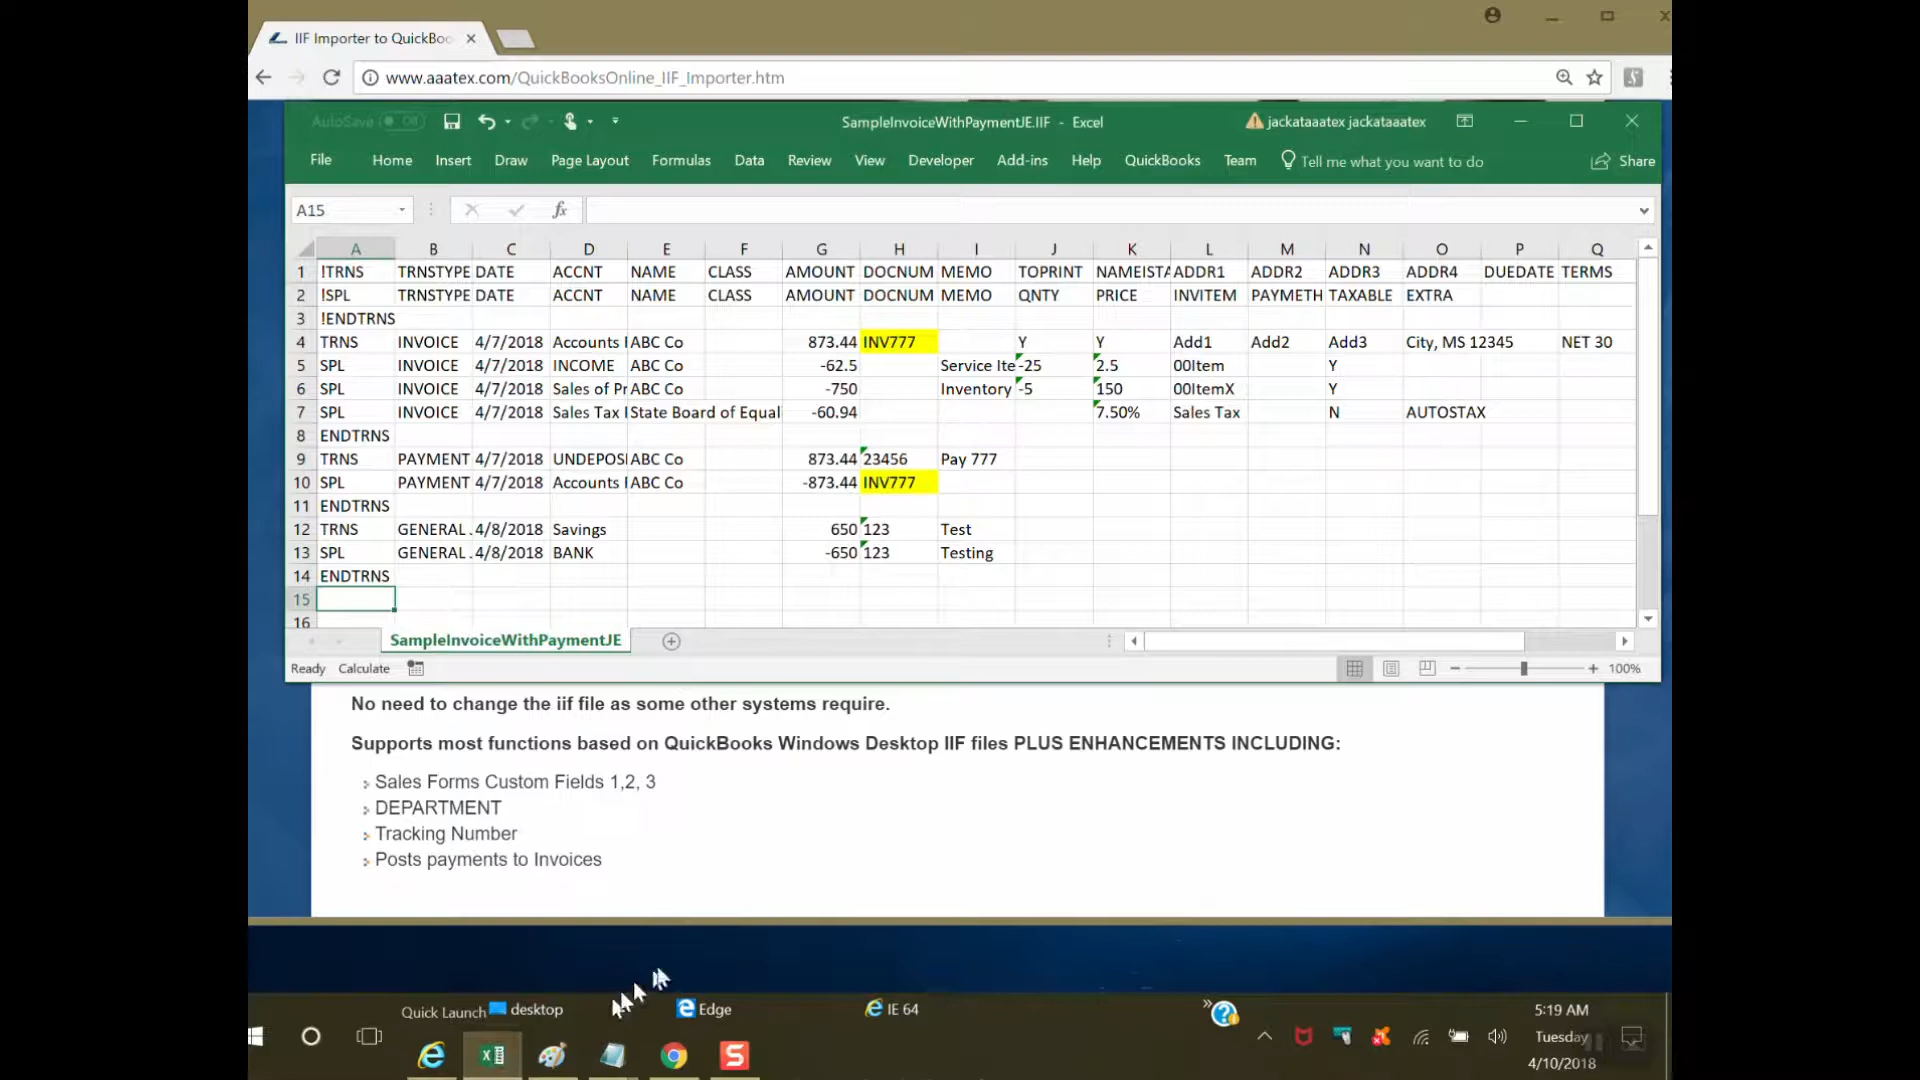 IIF Importer to QuickBoo
www.aaatex.com/QuickBooksOnline_IIF_Importer.htm
AutoSave Off SampleInvoiceWithPaymentJE.IIF - Excel jackataaatex jackataaatex
File Home Insert Draw Page Layout Formulas Data Review View Developer Add-ins Help QuickBooks Team Tell me what you want to do Share
A15 fx
A B C D E F G H I J K L M N O P Q
1 !TRNS TRNSTYPE DATE ACCNT NAME CLASS AMOUNT DOCNUM MEMO TOPRINT NAMEISTA ADDR1 ADDR2 ADDR3 ADDR4 DUEDATE TERMS
2 !SPL TRNSTYPE DATE ACCNT NAME CLASS AMOUNT DOCNUM MEMO QNTY PRICE INVITEM PAYMETH TAXABLE EXTRA
3 !ENDTRNS
4 TRNS INVOICE 4/7/2018 Accounts ABC Co 873.44 INV777 Y Y Add1 Add2 Add3 City, MS 12345 NET 30
5 SPL INVOICE 4/7/2018 INCOME ABC Co -62.5 Service Ite -25 2.5 00Item Y
6 SPL INVOICE 4/7/2018 Sales of Pr ABC Co -750 Inventory -5 150 00ItemX Y
7 SPL INVOICE 4/7/2018 Sales Tax State Board of Equal -60.94 7.50% Sales Tax N AUTOSTAX
8 ENDTRNS
9 TRNS PAYMENT 4/7/2018 UNDEPOSI ABC Co 873.44 23456 Pay 777
10 SPL PAYMENT 4/7/2018 Accounts ABC Co -873.44 INV777
11 ENDTRNS
12 TRNS GENERAL 4/8/2018 Savings 650 123 Test
13 SPL GENERAL 4/8/2018 BANK -650 123 Testing
14 ENDTRNS
15
16
SampleInvoiceWithPaymentJE
Ready Calculate 100%
No need to change the iif file as some other systems require.
Supports most functions based on QuickBooks Windows Desktop IIF files PLUS ENHANCEMENTS INCLUDING:
Sales Forms Custom Fields 1,2, 3
DEPARTMENT
Tracking Number
Posts payments to Invoices
Quick Launch desktop Edge IE 64
5:19 AM
Tuesday
4/10/2018